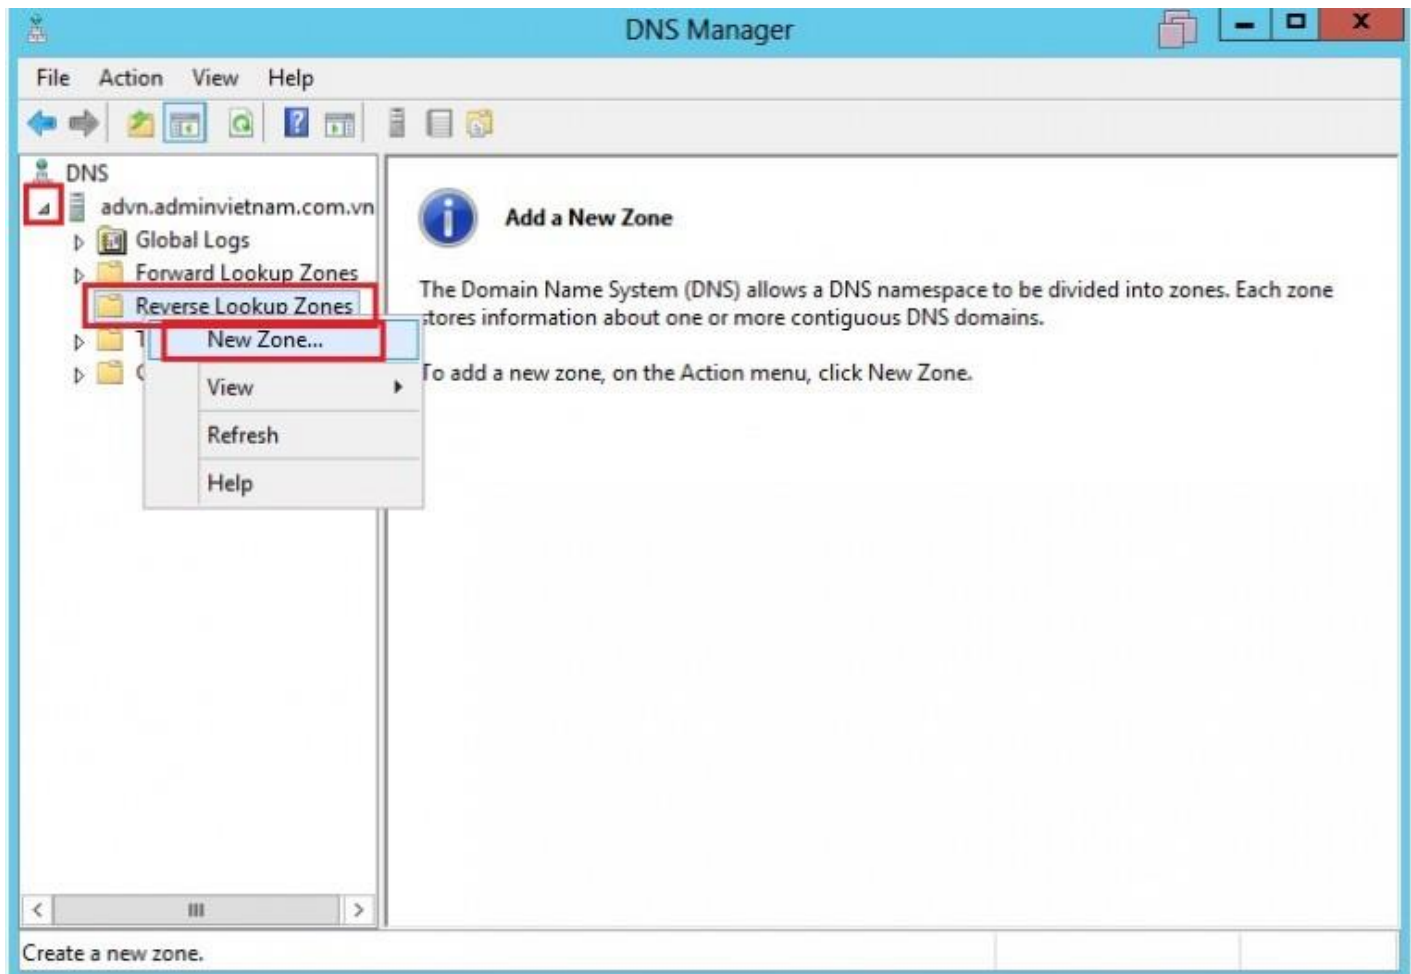 DNS Manager
File Action View Help
DNS
advn.adminvietnam.com.vn
Global Logs
Forward Lookup Zones
Reverse Lookup Zones
New Zone...
View
Refresh
Help
Add a New Zone
The Domain Name System (DNS) allows a DNS namespace to be divided into zones. Each zone
stores information about one or more contiguous DNS domains.
To add a new zone, on the Action menu, click New Zone.
Create a new zone.